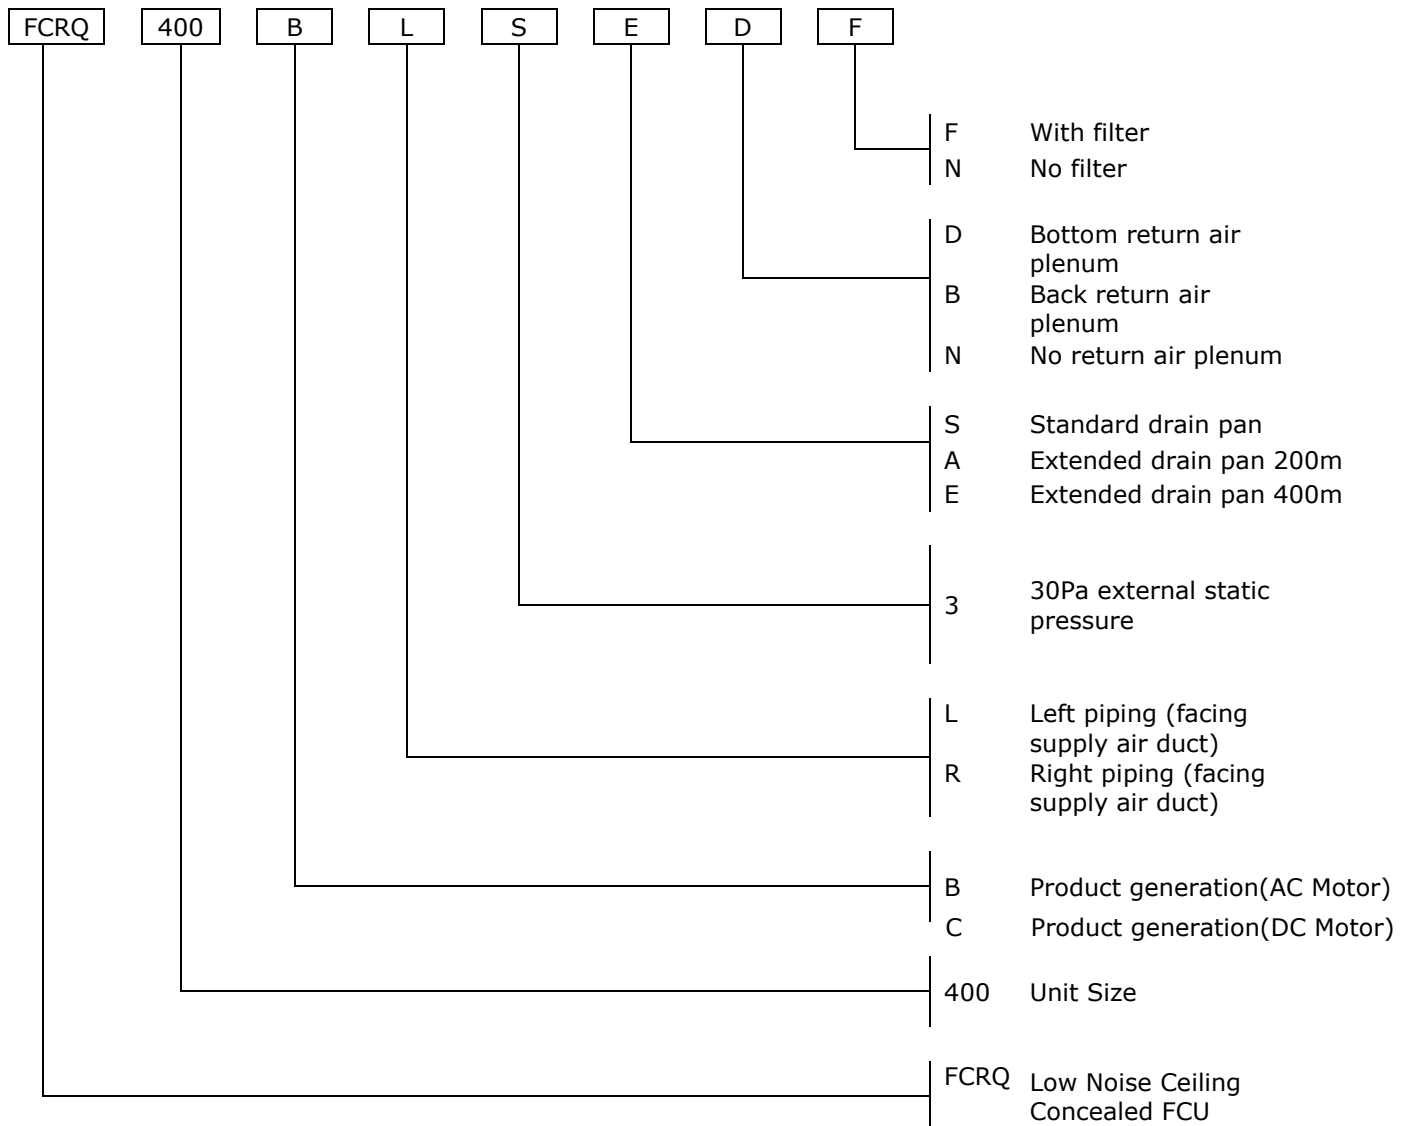 FCRQ 400 B L S E D F
F With filter
N No filter
D Bottom return air
plenum
B Back return air
plenum
N No return air plenum
S Standard drain pan
A Extended drain pan 200m
E Extended drain pan 400m
3 30Pa external static
pressure
L Left piping (facing
supply air duct)
R Right piping (facing
supply air duct)
B Product generation(AC Motor)
C Product generation(DC Motor)
400 Unit Size
FCRQ Low Noise Ceiling
Concealed FCU